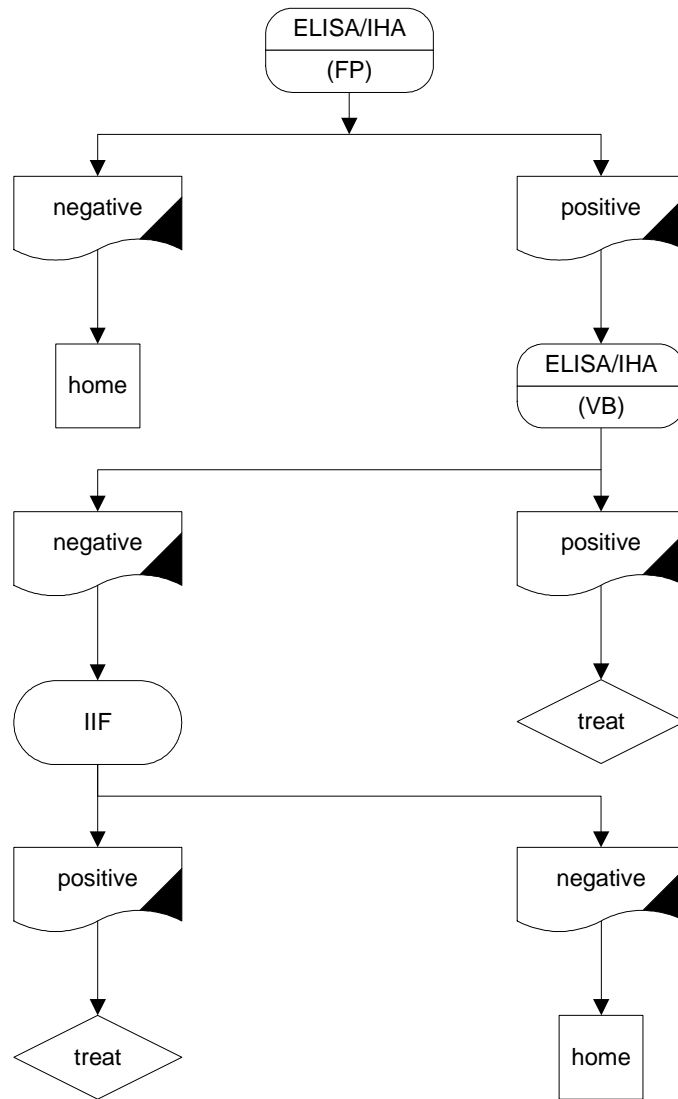 ELISA/IHA
(FP)
negative
positive
home
ELISA/IHA
(VB)
negative
positive
IIF
treat
positive
negative
treat
home